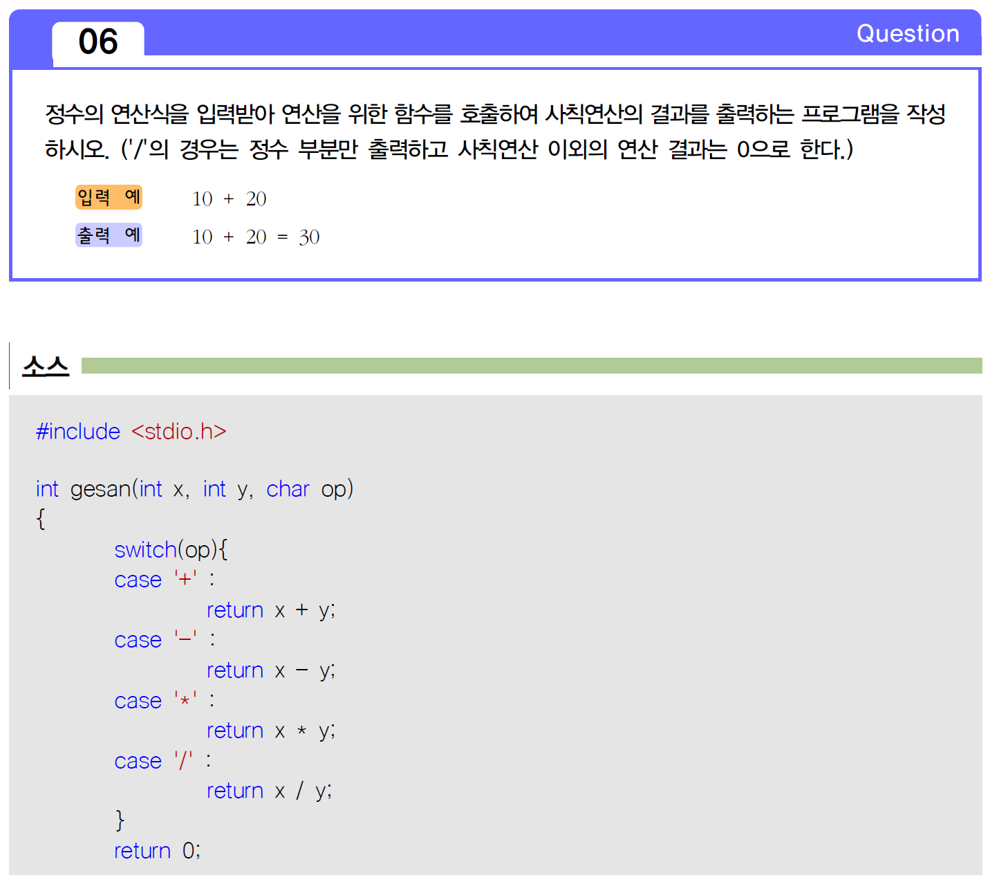 06
Question
정수의 연산식을 입력받아 연산을 위한 함수를 호출하여 사칙연산의 결과를 출력하는 프로그램을 작성
하시오. ('/'의 경우는 정수 부분만 출력하고 사칙연산 이외의 연산 결과는 0으로 한다.)
입력 예 10 + 20
출력 예 10 + 20 = 30
소스
#include <stdio.h>
int gesan(int x, int y, char op)
{
switch(op){
case '+' :
return x + y;
case '-' :
return x - y;
case '*' :
return x * y;
case '/' :
return x / y;
}
return 0;